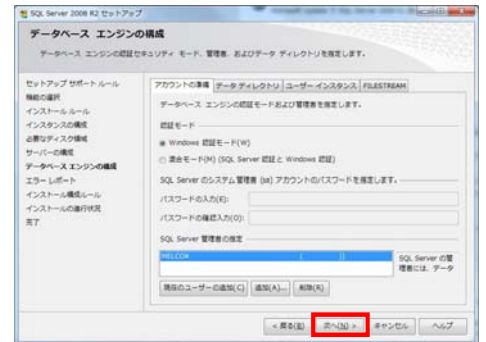 SQL Server 2008 R2 セットアップ
データベース エンジンの構成
データベース エンジンの認証セキュリティ モード、管理者、およびデータ ディレクトリを指定します。
セットアップ サポート ルール
機能の選択
インストール ルール
インスタンスの構成
必要なディスク領域
サーバーの構成
データベース エンジンの構成
エラー レポート
インストール構成ルール
インストールの進行状況
完了
アカウントの準備 データ ディレクトリ ユーザー インスタンス FILESTREAM
データベース エンジンの認証モードおよび管理者を指定します。
認証モード
Windows 認証モード(W)
混合モード(M) (SQL Server 認証と Windows 認証)
SQL Server のシステム管理者 (sa) アカウントのパスワードを指定します。
パスワードの入力(E):
パスワードの確認入力(O):
SQL Server 管理者の指定
SQL Server の管
理者には、データ
現在のユーザーの追加(C) 追加(A)... 削除(R)
< 戻る(B) 次へ(N) > キャンセル ヘルプ